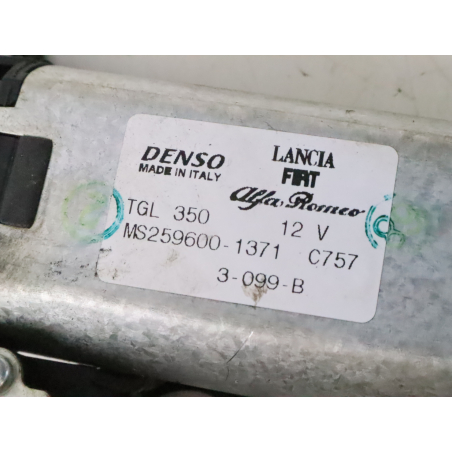 DENSO
MADE IN ITALY
LANCIA
FIAT
Alfa Romeo
TGL 350 12 V
MS259600-1371 C757
3-099-B